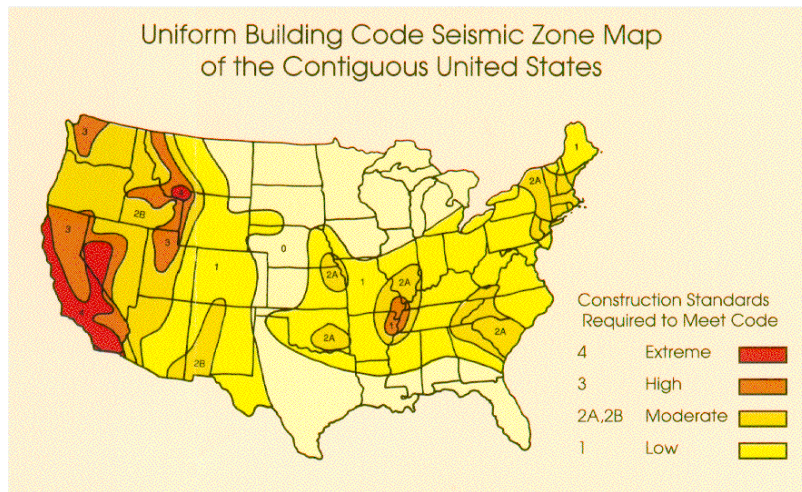 Uniform Building Code Seismic Zone Map
of the Contiguous United States
3
1
2A
2B
3
0
3
1
2A
1
2A
2A
2A
2B
Construction Standards
Required to Meet Code
4 Extreme
3 High
2A,2B Moderate
1 Low